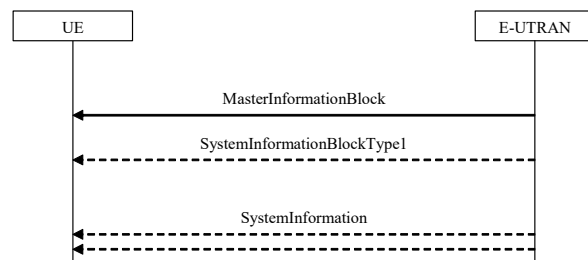 UE
E-UTRAN
MasterInformationBlock
SystemInformationBlockType1
SystemInformation